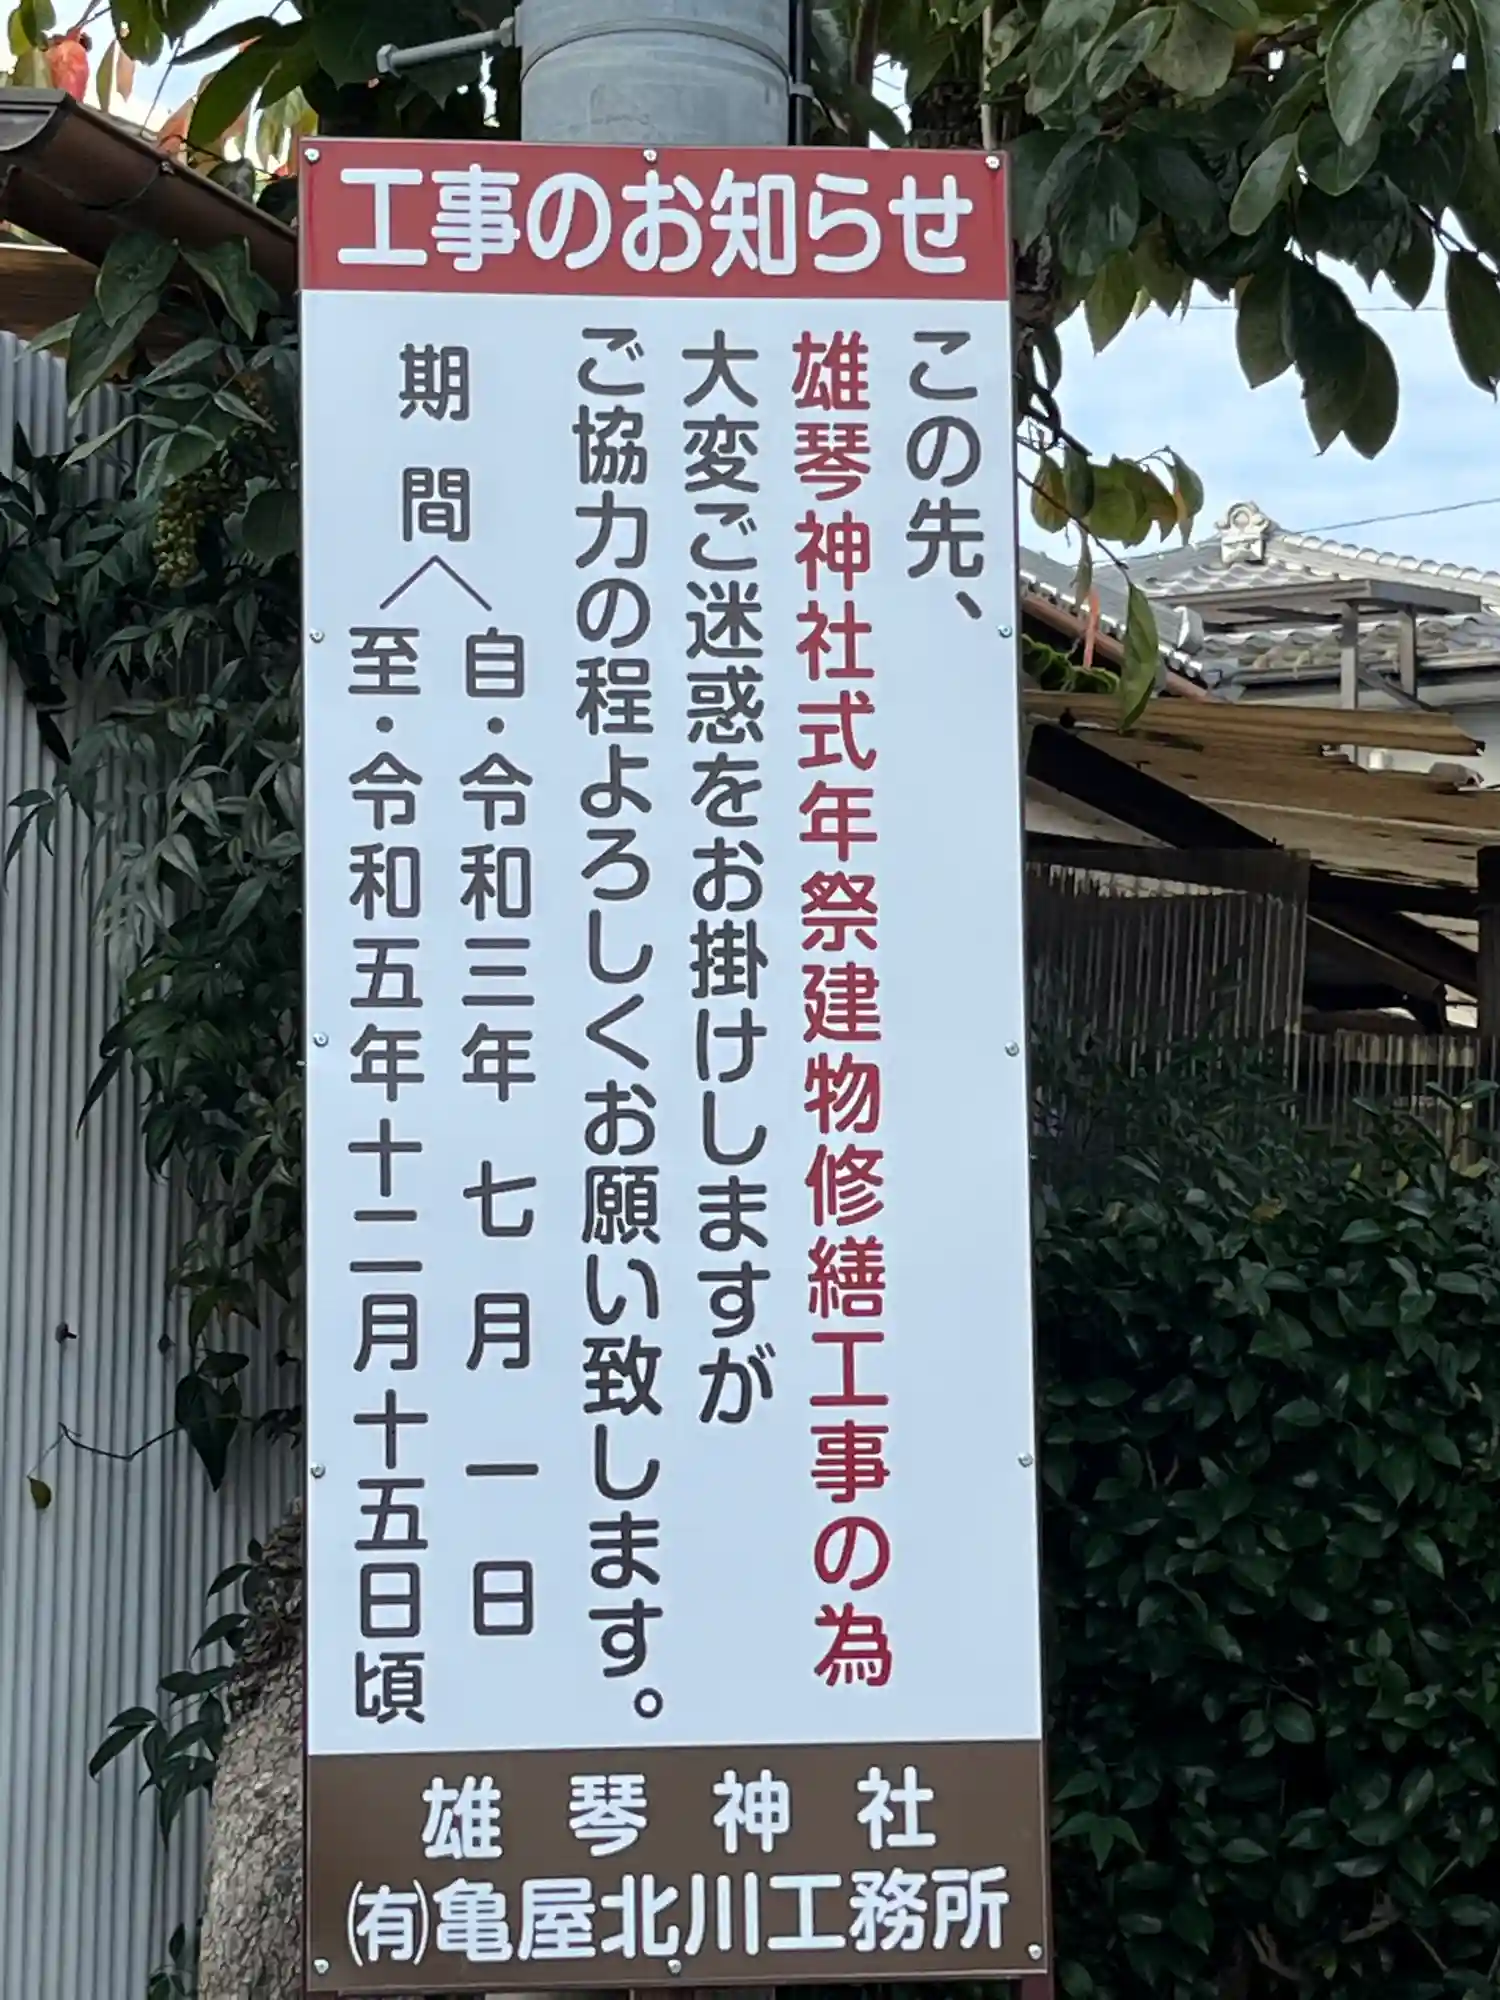 工事のお知らせ
この先、
雄琴神社式年祭建物修繕工事の為
大変ご迷惑をお掛けしますが
ご協力の程よろしくお願い致します。
期間
自・令和三年 七月 一日
至・令和五年十二月十五日頃
雄琴神社
㈲亀屋北川工務所